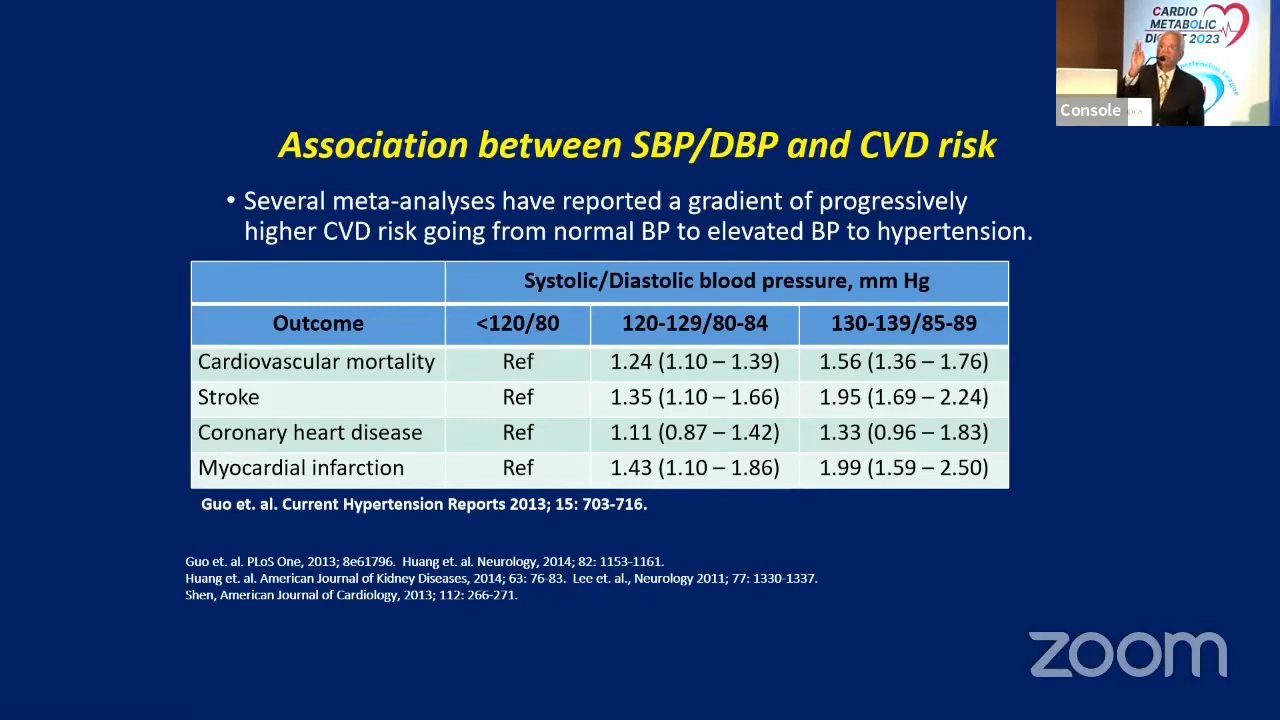 CARDIO
METABOLIC
2023
Console
Association between SBP/DBP and CVD risk
• Several meta-analyses have reported a gradient of progressively
higher CVD risk going from normal BP to elevated BP to hypertension.
Systolic/Diastolic blood pressure, mm Hg
Outcome <120/80 120-129/80-84 130-139/85-89
Cardiovascular mortality Ref 1.24 (1.10 – 1.39) 1.56 (1.36 – 1.76)
Stroke Ref 1.35 (1.10 – 1.66) 1.95 (1.69 – 2.24)
Coronary heart disease Ref 1.11 (0.87 – 1.42) 1.33 (0.96 – 1.83)
Myocardial infarction Ref 1.43 (1.10 – 1.86) 1.99 (1.59 – 2.50)
Guo et. al. Current Hypertension Reports 2013; 15: 703-716.
Guo et. al. PLoS One, 2013; 8e61796. Huang et. al. Neurology, 2014; 82: 1153-1161.
Huang et. al. American Journal of Kidney Diseases, 2014; 63: 76-83. Lee et. al., Neurology 2011; 77: 1330-1337.
Shen, American Journal of Cardiology, 2013; 112: 266-271.
zoom